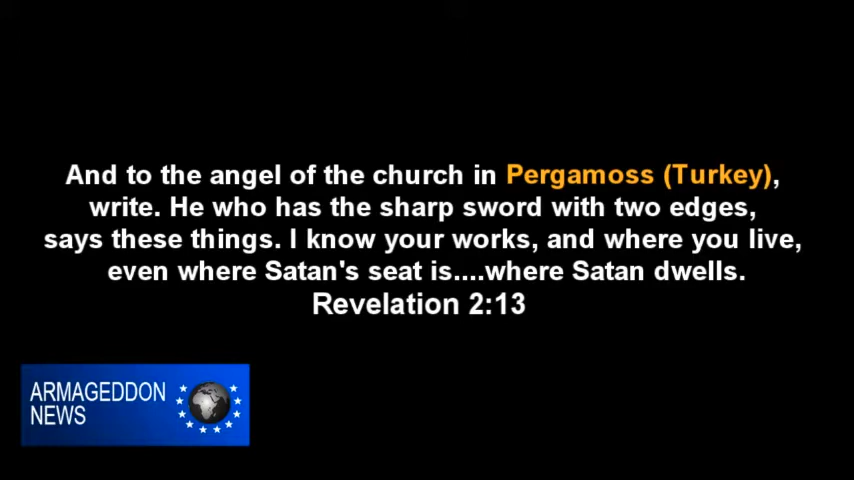 And to the angel of the church in Pergamoss (Turkey),
write. He who has the sharp sword with two edges,
says these things. I know your works, and where you live,
even where Satan's seat is....where Satan dwells.
Revelation 2:13
ARMAGEDDON
NEWS